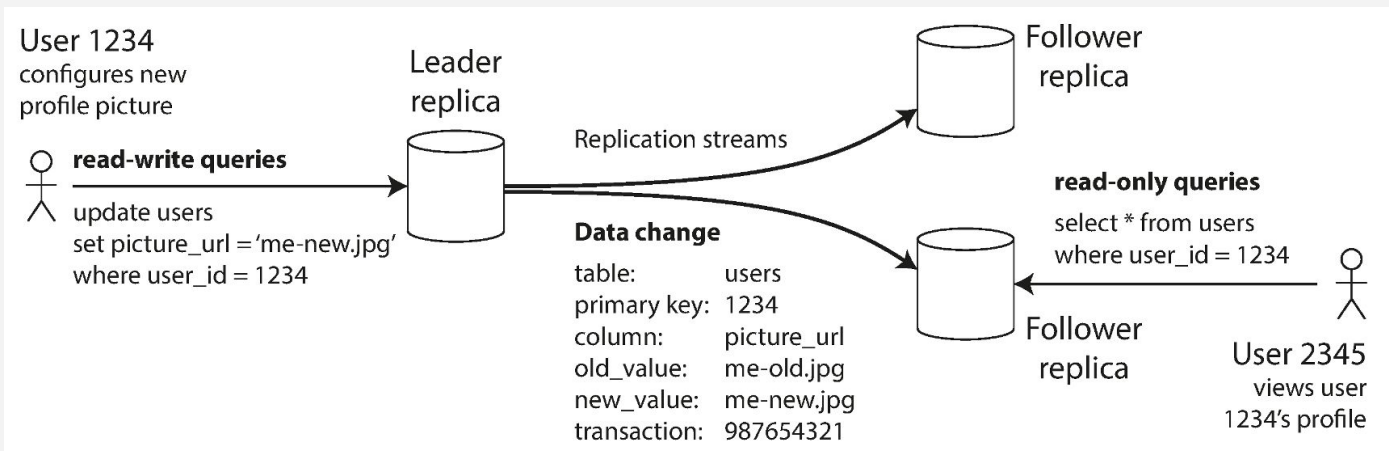 User 1234
configures new
profile picture
read-write queries
update users
set picture_url = ‘me-new.jpg’
where user_id = 1234
Leader
replica
Replication streams
Data change
table: users
primary key: 1234
column: picture_url
old_value: me-old.jpg
new_value: me-new.jpg
transaction: 987654321
Follower
replica
read-only queries
select * from users
where user_id = 1234
Follower
replica
User 2345
views user
1234’s profile